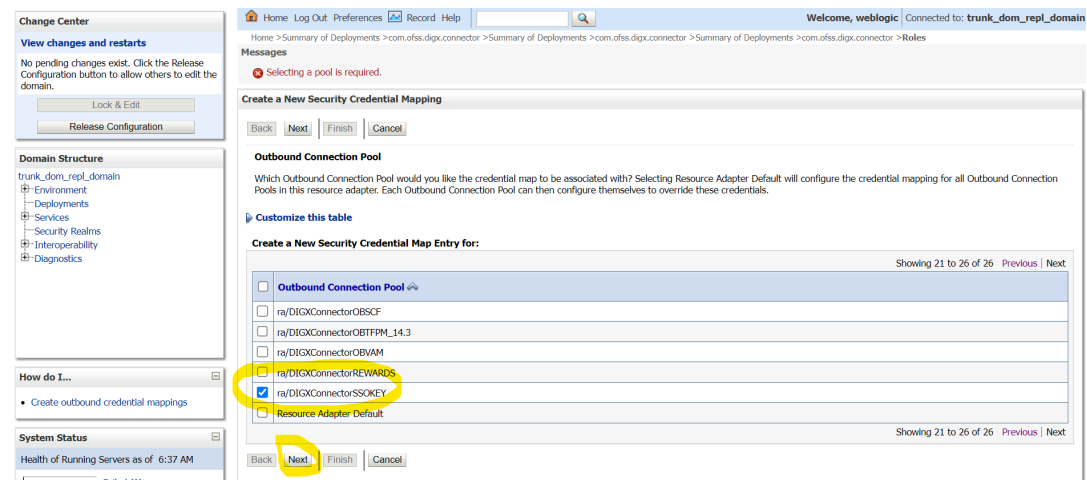 Change Center
View changes and restarts
No pending changes exist. Click the Release
Configuration button to allow others to edit the
domain.
Lock & Edit
Release Configuration
Domain Structure
trunk_dom_repl_domain
Environment
Deployments
Services
Security Realms
Interoperability
Diagnostics
How do I...
Create outbound credential mappings
System Status
Health of Running Servers as of 6:37 AM
Home Log Out Preferences Record Help
Welcome, weblogic Connected to: trunk_dom_repl_domain
Home >Summary of Deployments >com.ofss.digx.connector >Summary of Deployments >com.ofss.digx.connector >Summary of Deployments >com.ofss.digx.connector >Roles
Messages
Selecting a pool is required.
Create a New Security Credential Mapping
Back Next Finish Cancel
Outbound Connection Pool
Which Outbound Connection Pool would you like the credential map to be associated with? Selecting Resource Adapter Default will configure the credential mapping for all Outbound Connection
Pools in this resource adapter. Each Outbound Connection Pool can then configure themselves to override these credentials.
Customize this table
Create a New Security Credential Map Entry for:
Showing 21 to 26 of 26 Previous | Next
Outbound Connection Pool
ra/DIGXConnectorOBSCF
ra/DIGXConnectorOBTFPM_14.3
ra/DIGXConnectorOBVAM
ra/DIGXConnectorREWARDS
ra/DIGXConnectorSSOKEY
Resource Adapter Default
Showing 21 to 26 of 26 Previous | Next
Back Next Finish Cancel